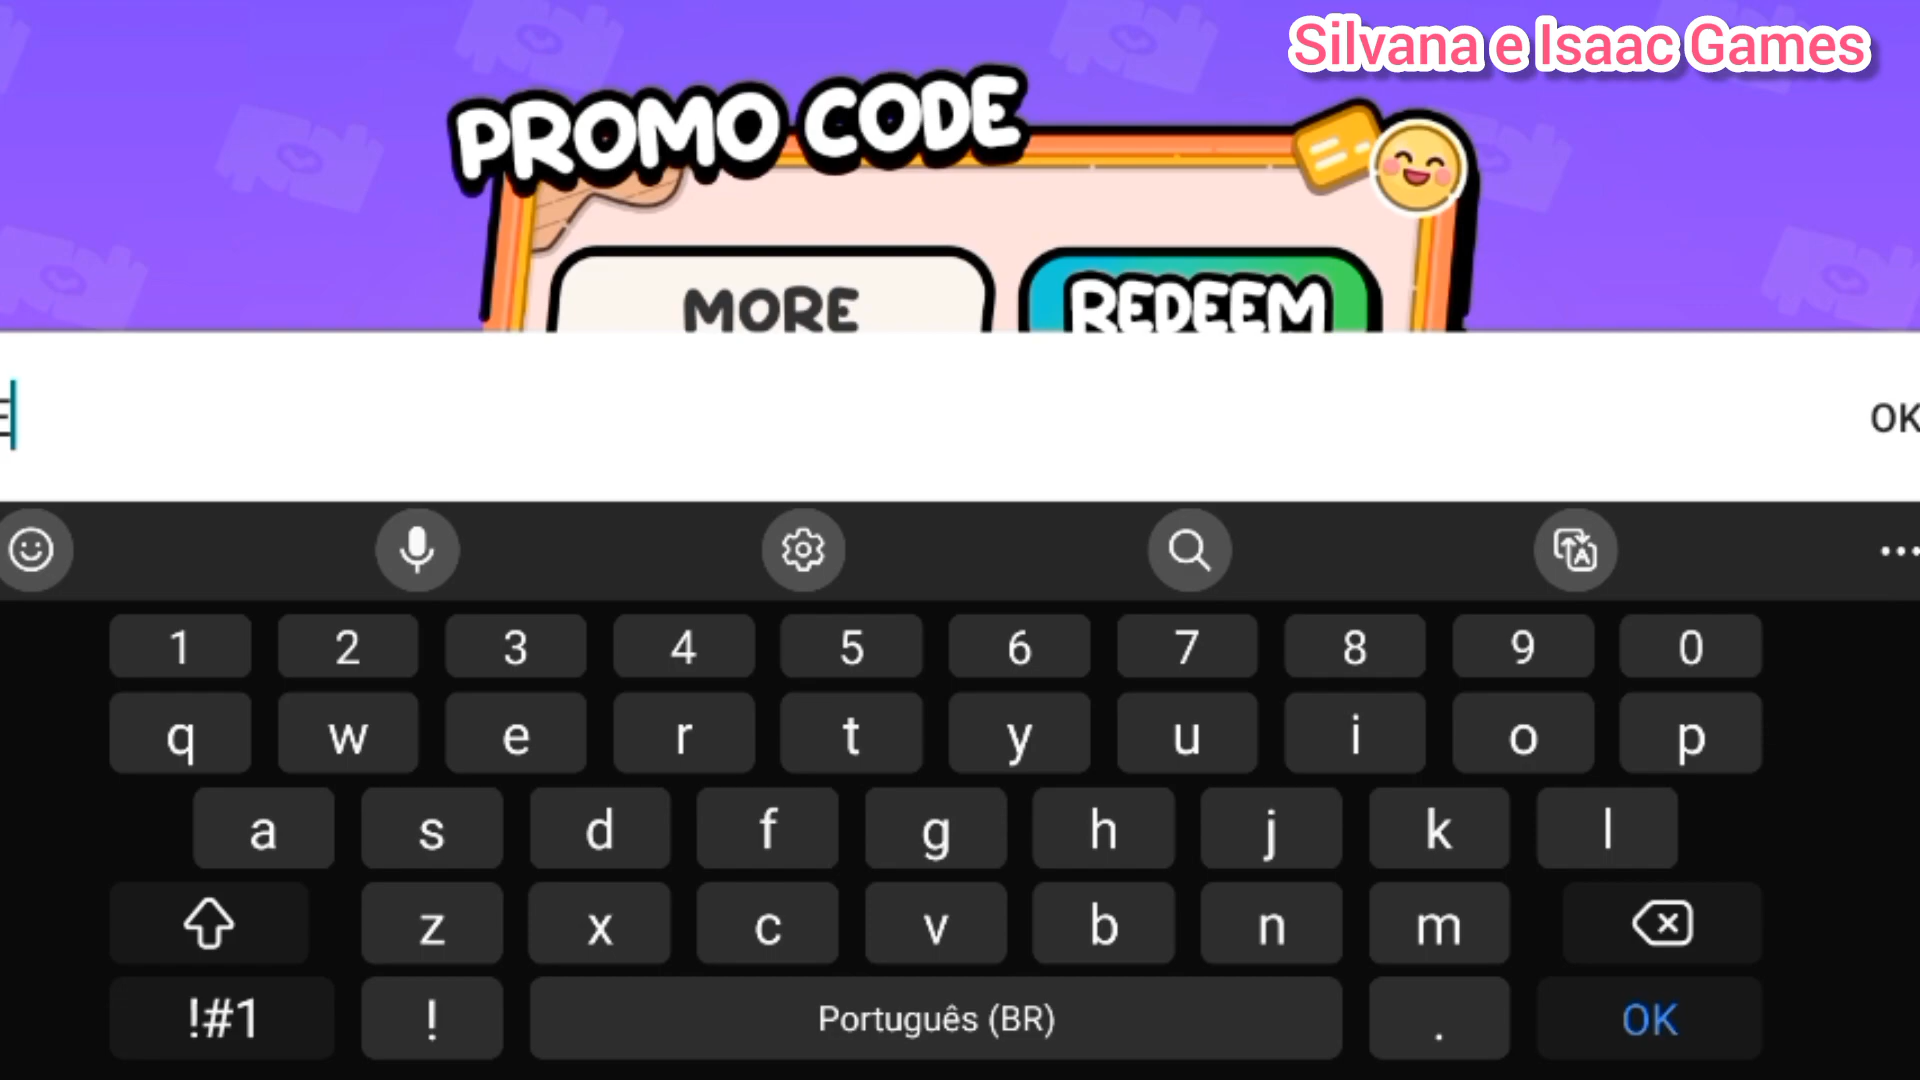 Silvana e Isaac Games
PROMO CODE
MORE
REDEEM
E
OK
1 2 3 4 5 6 7 8 9 0
q w e r t y u i o p
a s d f g h j k l
z x c v b n m
!#1 ! Português (BR) . OK